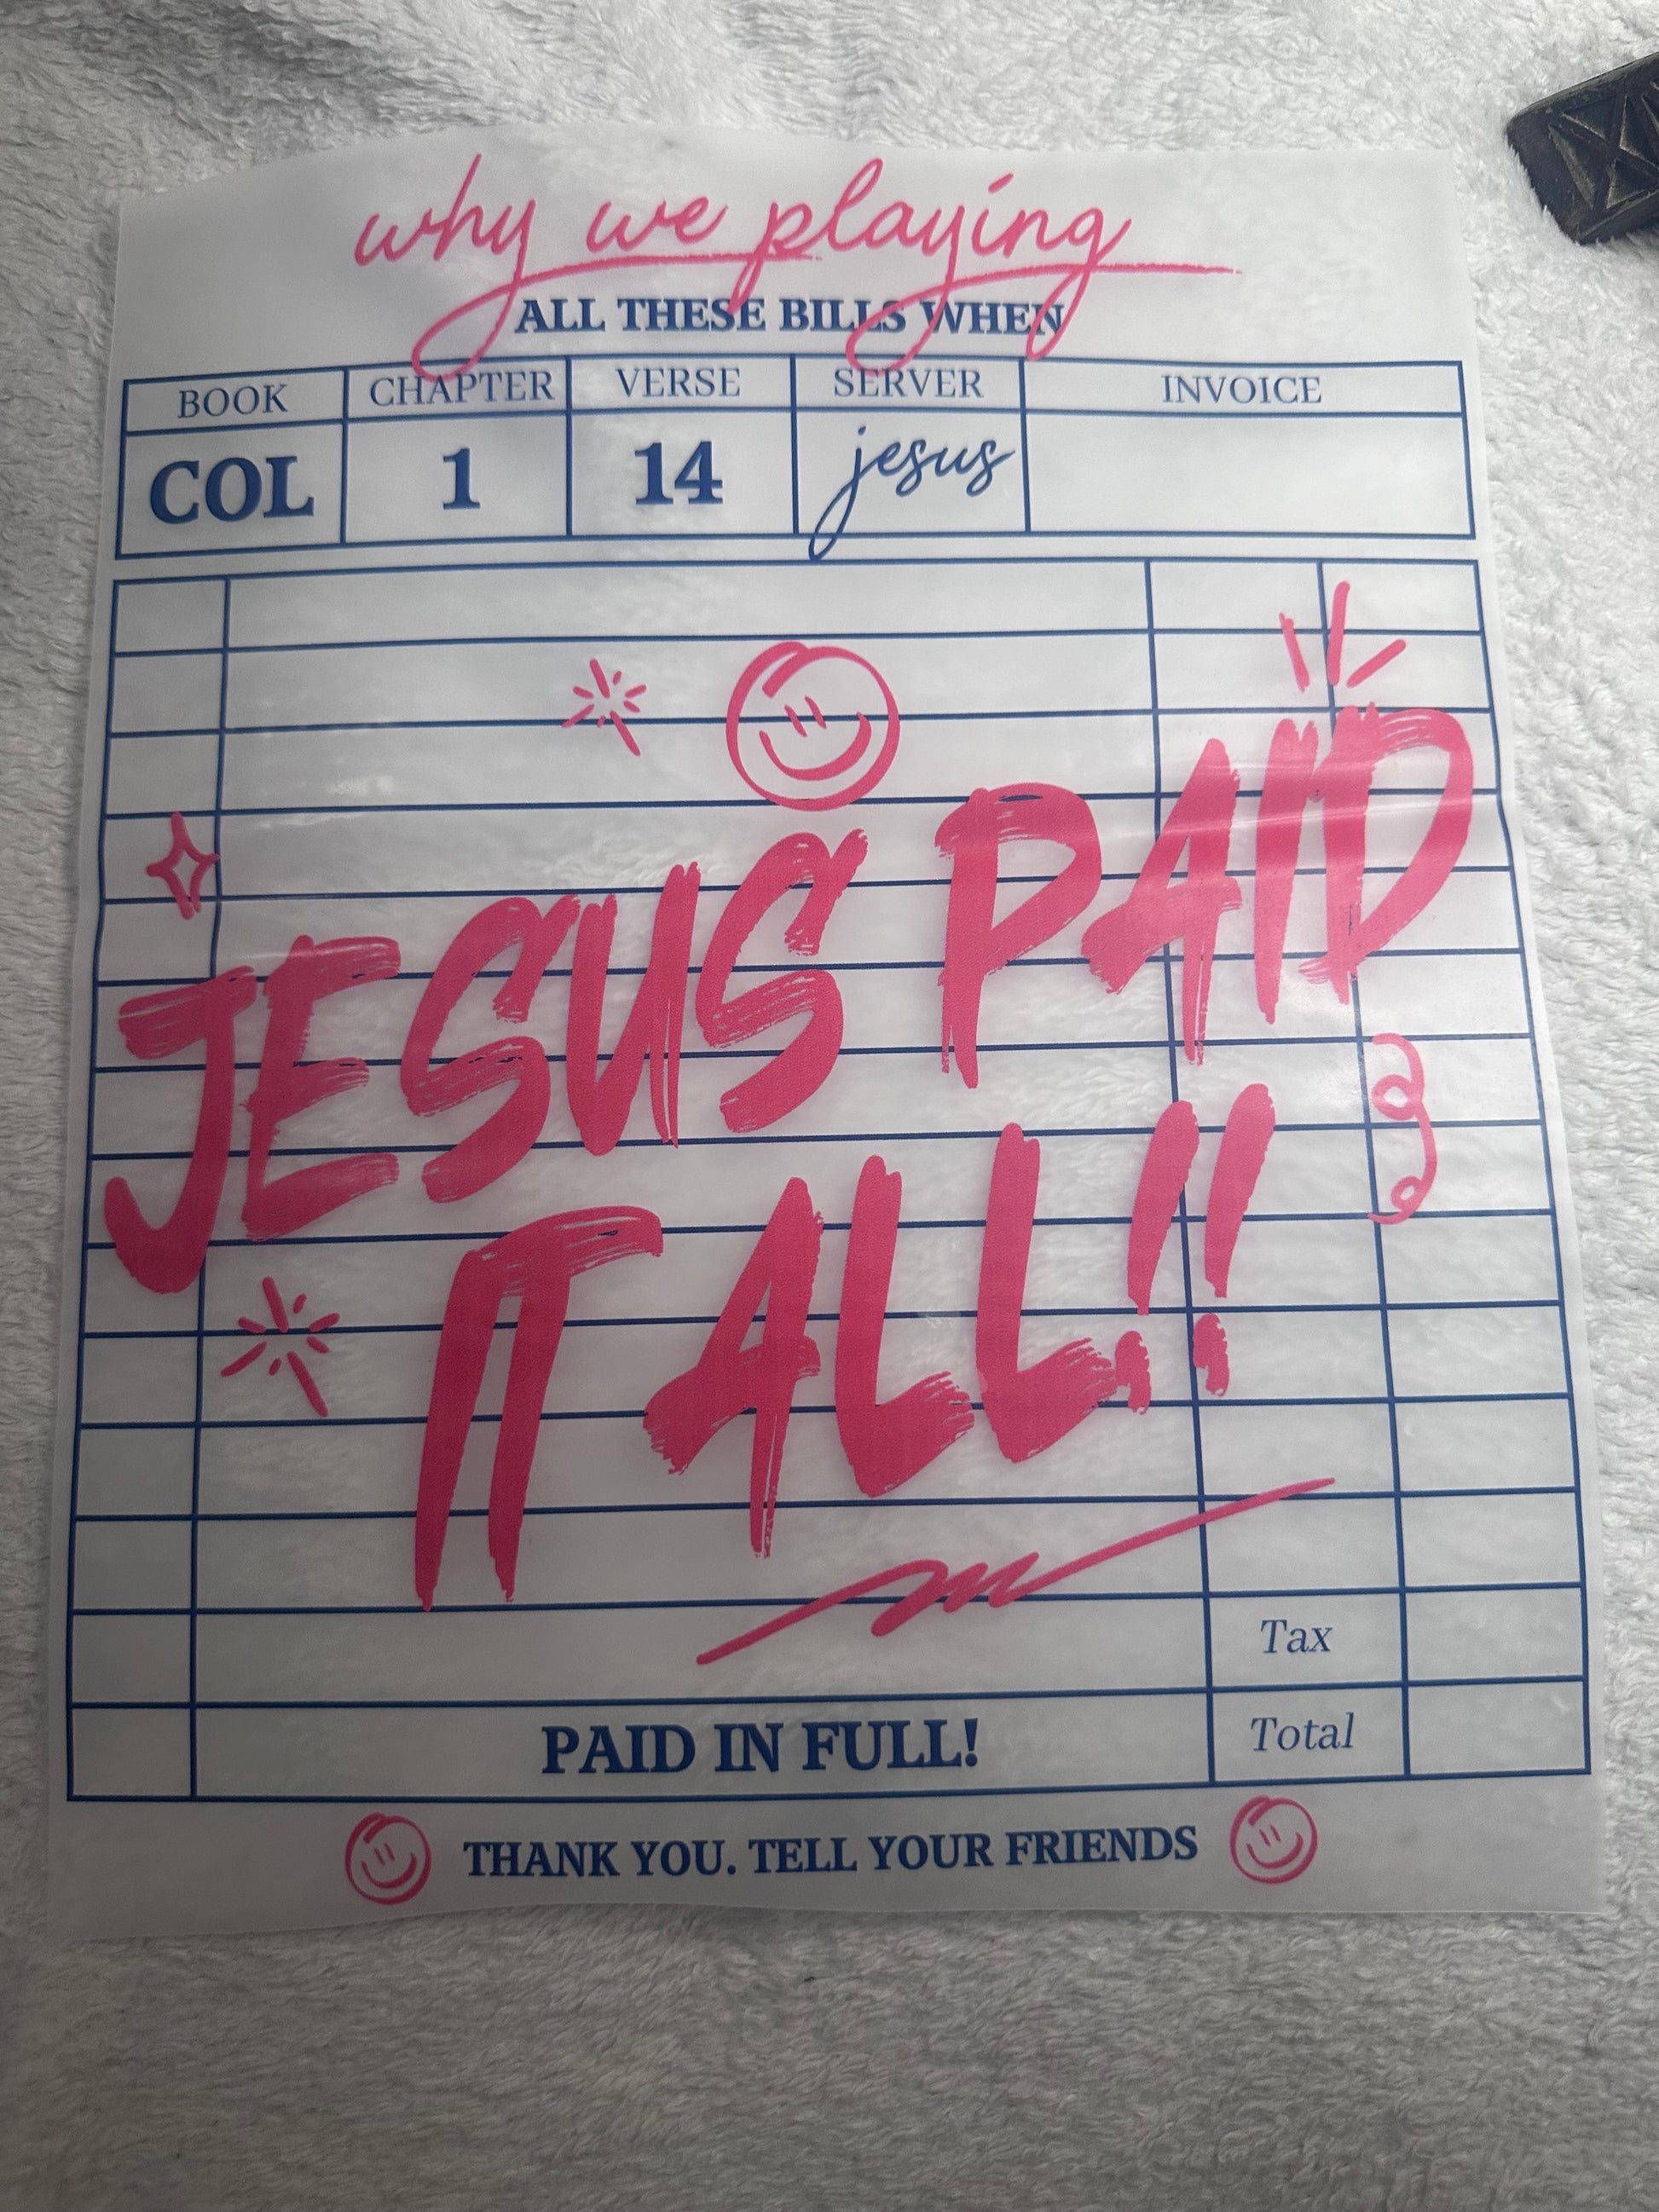 why we playing
ALL THESE BILLS WHEN
BOOK CHAPTER VERSE SERVER INVOICE
COL 1 14 jesus
JESUS PAID
IT ALL!!
Tax
PAID IN FULL! Total
THANK YOU. TELL YOUR FRIENDS